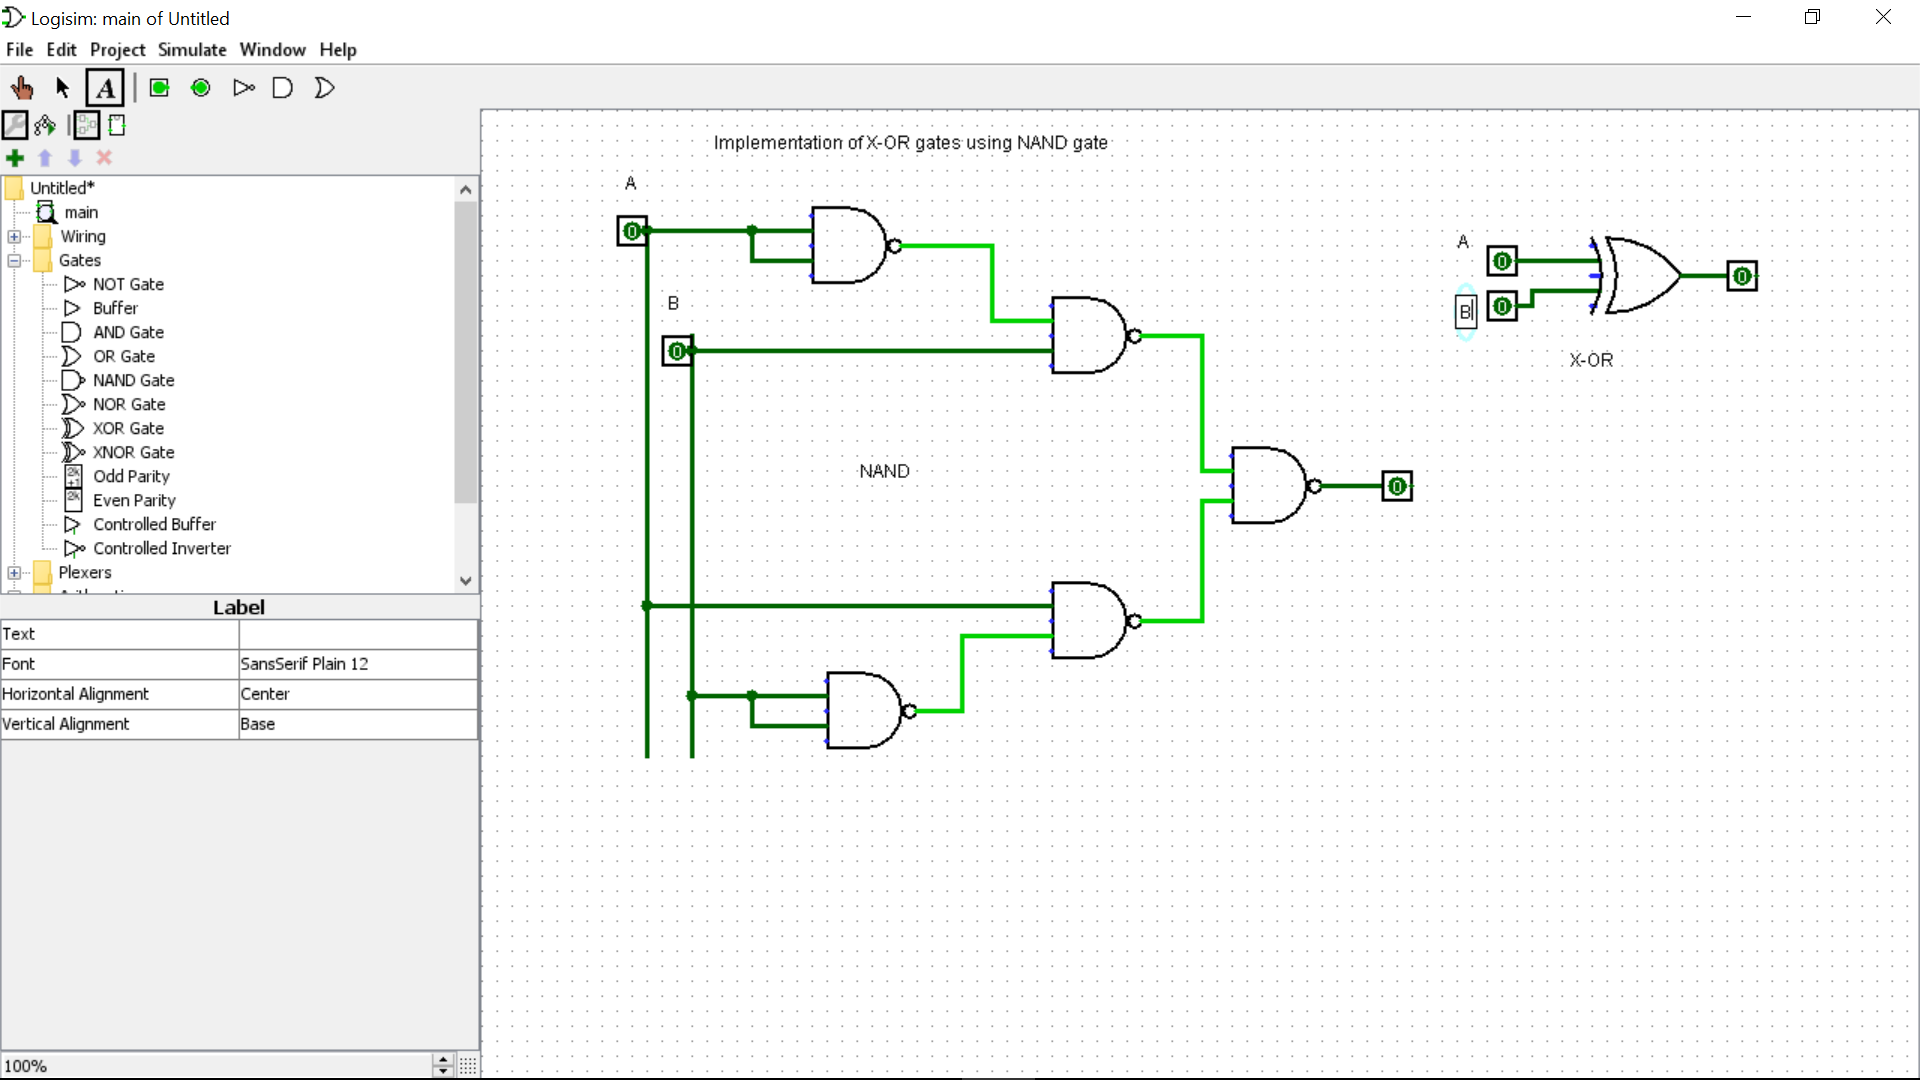 Logisim: main of Untitled
File Edit Project Simulate Window Help
A
Untitled*
main
Wiring
Gates
NOT Gate
Buffer
AND Gate
OR Gate
NAND Gate
NOR Gate
XOR Gate
XNOR Gate
2k+1 Odd Parity
2k Even Parity
Controlled Buffer
Controlled Inverter
Plexers
Label
Text
Font SansSerif Plain 12
Horizontal Alignment Center
Vertical Alignment Base
100%
Implementation of X-OR gates using NAND gate
A
0
B
0
NAND
0
A
0
0
B
0
X-OR